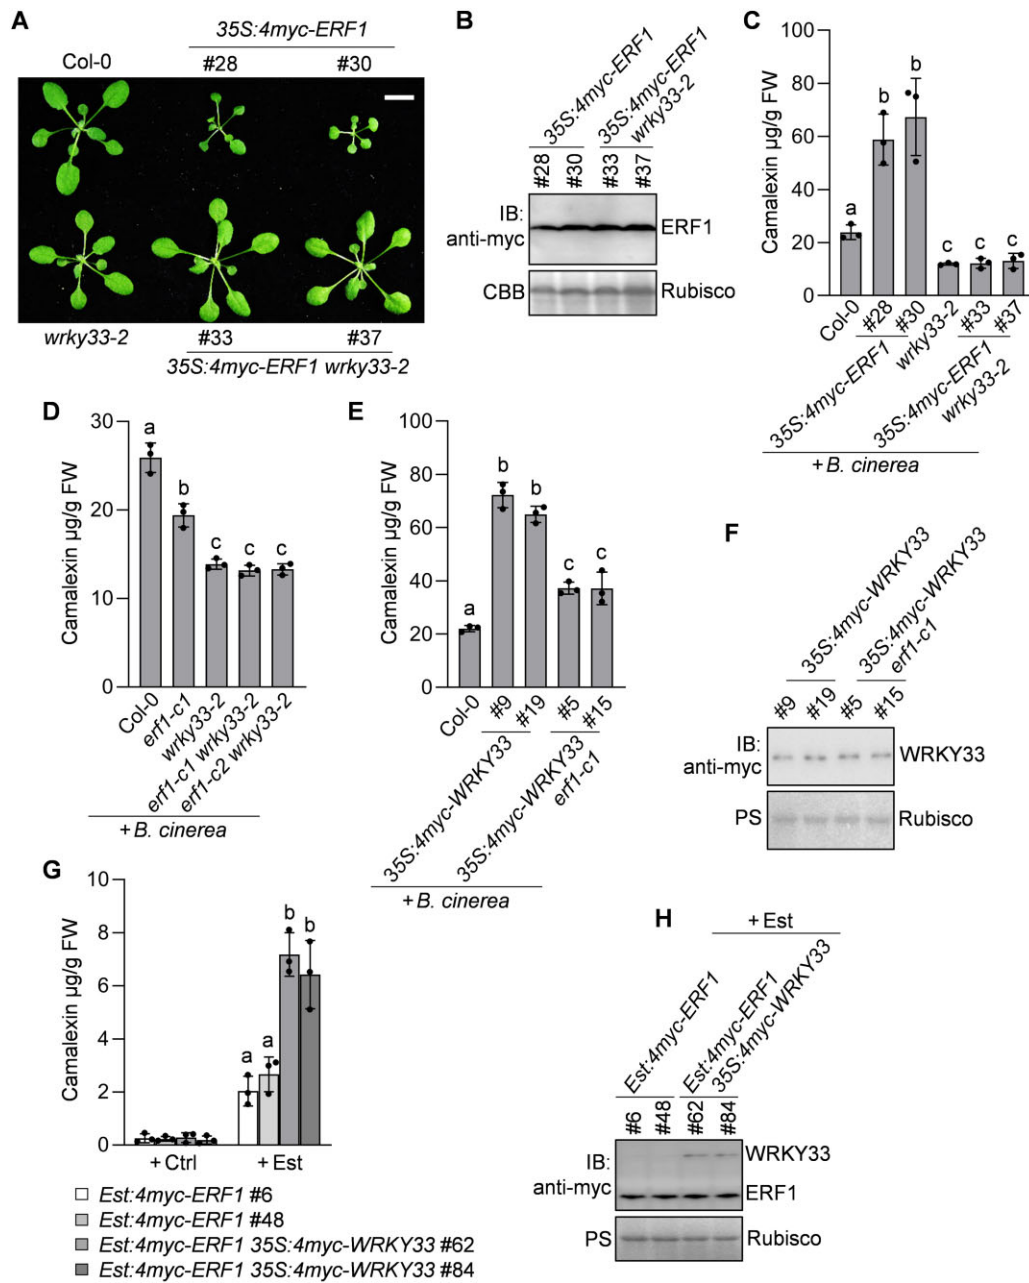 A
35S:4myc-ERF1
Col-0 #28 #30
wrky33-2 #33 #37
35S:4myc-ERF1 wrky33-2
B
35S:4myc-ERF1
35S:4myc-ERF1
wrky33-2
#28 #30 #33 #37
IB:
anti-myc
ERF1
CBB
Rubisco
C
Camalexin µg/g FW
100
80
60
40
20
0
a b b c c c
Col-0 #28 #30 wrky33-2 #33 #37
35S:4myc-ERF1
35S:4myc-ERF1
wrky33-2
+ B. cinerea
D
Camalexin µg/g FW
30
20
10
0
a b c c c
Col-0
erf1-c1
wrky33-2
erf1-c1 wrky33-2
erf1-c2 wrky33-2
+ B. cinerea
E
Camalexin µg/g FW
100
80
60
40
20
0
a b b c c
Col-0 #9 #19 #5 #15
35S:4myc-WRKY33
35S:4myc-WRKY33
erf1-c1
+ B. cinerea
F
35S:4myc-WRKY33
35S:4myc-WRKY33
erf1-c1
#9 #19 #5 #15
IB:
anti-myc
WRKY33
PS
Rubisco
G
Camalexin µg/g FW
10
8
6
4
2
0
a a b b
+ Ctrl + Est
Est:4myc-ERF1 #6
Est:4myc-ERF1 #48
Est:4myc-ERF1 35S:4myc-WRKY33 #62
Est:4myc-ERF1 35S:4myc-WRKY33 #84
H
+ Est
Est:4myc-ERF1
Est:4myc-ERF1
35S:4myc-WRKY33
#6 #48 #62 #84
IB:
anti-myc
WRKY33
ERF1
PS
Rubisco